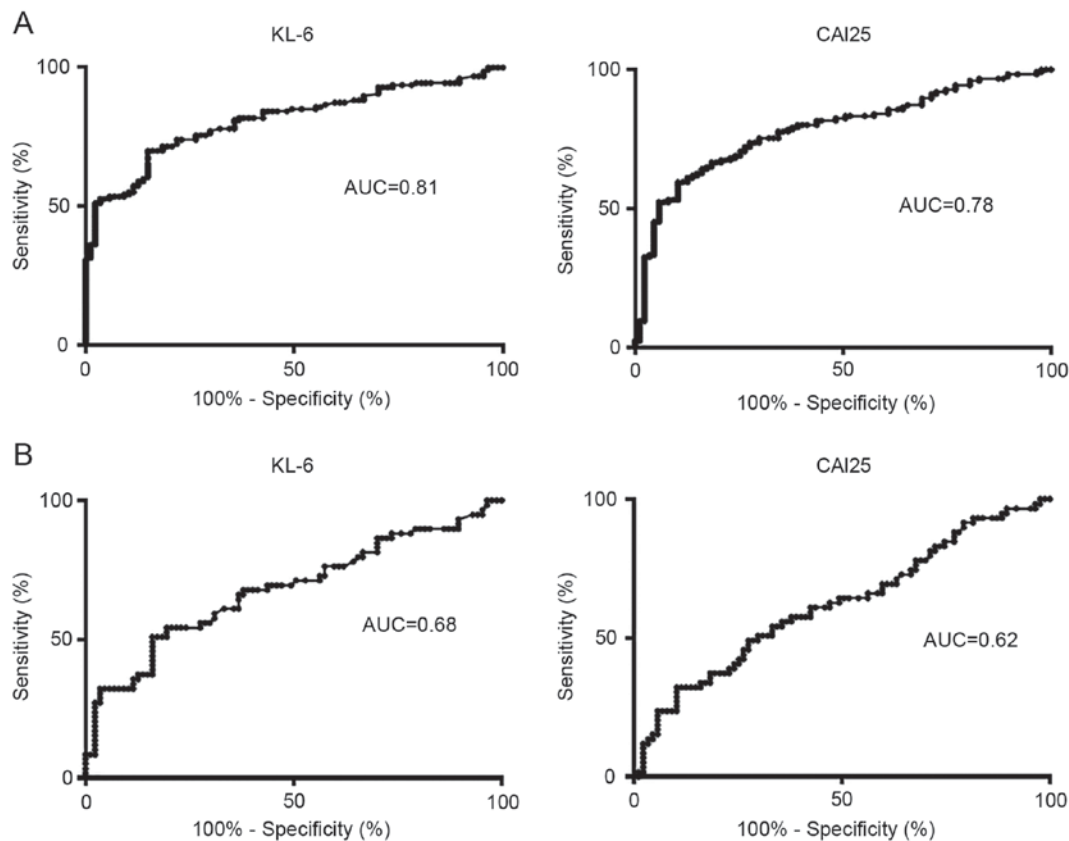 A
KL-6
100
50
0
Sensitivity (%)
AUC=0.81
0 50 100
100% - Specificity (%)
CAI25
100
50
0
Sensitivity (%)
AUC=0.78
0 50 100
100% - Specificity (%)
B
KL-6
100
50
0
Sensitivity (%)
AUC=0.68
0 50 100
100% - Specificity (%)
CAI25
100
50
0
Sensitivity (%)
AUC=0.62
0 50 100
100% - Specificity (%)